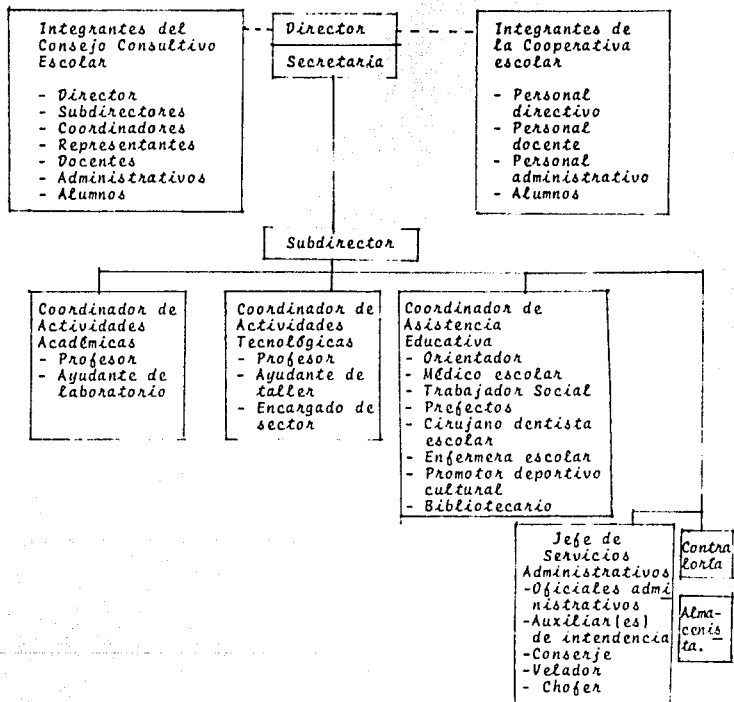 Integrantes del
Consejo Consultivo
Escolar
- Director
- Subdirectores
- Coordinadores
- Representantes
- Docentes
- Administrativos
- Alumnos
Director
Secretaria
Integrantes de
la Cooperativa
escolar
- Personal
directivo
- Personal
docente
- Personal
administrativo
- Alumnos
Subdirector
Coordinador de
Actividades
Académicas
- Profesor
- Ayudante de
laboratorio
Coordinador de
Actividades
Tecnológicas
- Profesor
- Ayudante de
taller
- Encargado de
sector
Coordinador de
Asistencia
Educativa
- Orientador
- Médico escolar
- Trabajador Social
- Prefectos
- Cirujano dentista
escolar
- Enfermera escolar
- Promotor deportivo
cultural
- Bibliotecario
Jefe de
Servicios
Administrativos
-Oficiales admi
nistrativos
-Auxiliar(es)
de intendencia
-Conserje
-Velador
- Chofer
Contra
loría
Alma-
cenis
ta.